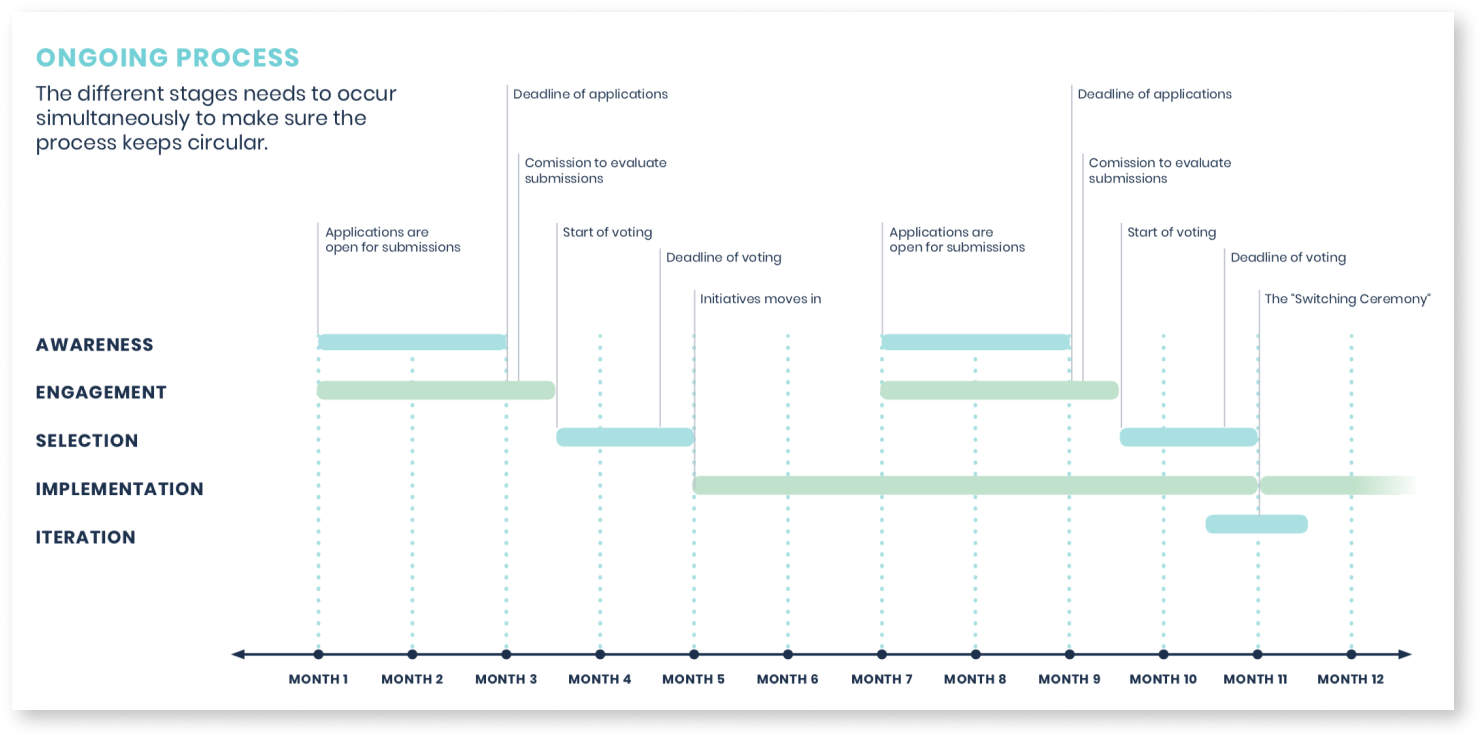 ONGOING PROCESS
The different stages needs to occur
simultaneously to make sure the
process keeps circular.
Deadline of applications
Deadline of applications
Comission to evaluate
submissions
Comission to evaluate
submissions
Applications are
open for submissions
Start of voting
Applications are
open for submissions
Start of voting
Deadline of voting
Deadline of voting
Initiatives moves in
The "Switching Ceremony"
AWARENESS
ENGAGEMENT
SELECTION
IMPLEMENTATION
ITERATION
MONTH 1
MONTH 2
MONTH 3
MONTH 4
MONTH 5
MONTH 6
MONTH 7
MONTH 8
MONTH 9
MONTH 10
MONTH 11
MONTH 12